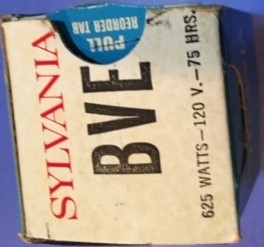 PULL
REORDER TAB
SYLVANIA
BVE
625 WATTS-120 V.-75 HRS.